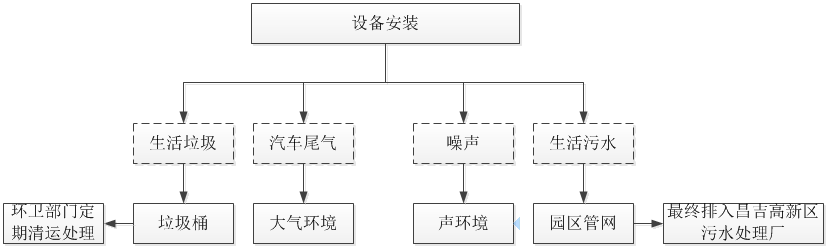 设备安装
生活垃圾
汽车尾气
噪声
生活污水
环卫部门定
期清运处理
垃圾桶
大气环境
声环境
园区管网
最终排入昌吉高新区
污水处理厂